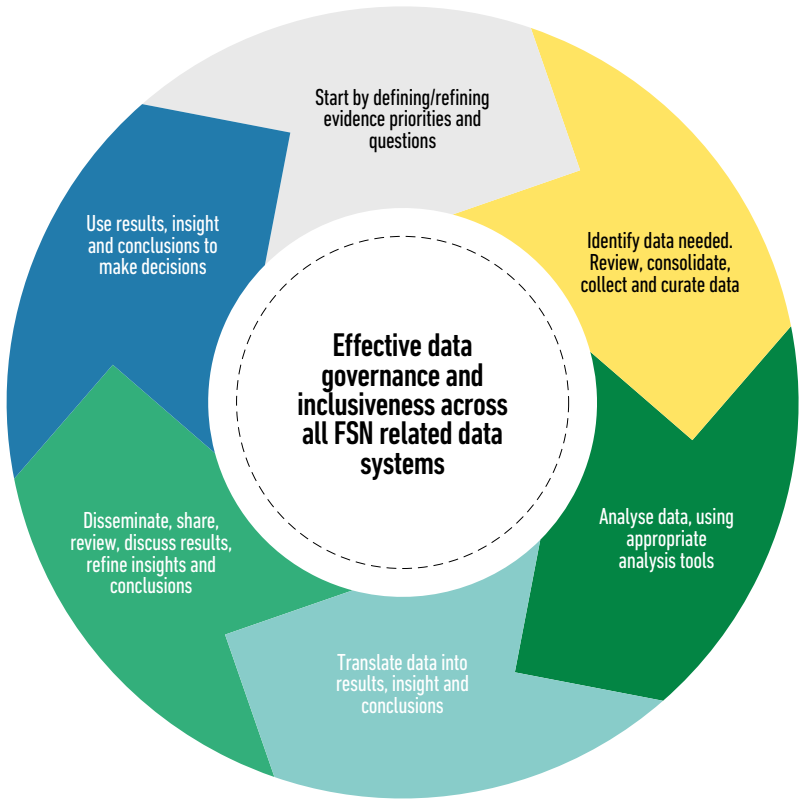 Start by defining/refining
evidence priorities and
questions
Identify data needed.
Review, consolidate,
collect and curate data
Analyse data, using
appropriate
analysis tools
Translate data into
results, insight and
conclusions
Disseminate, share,
review, discuss results,
refine insights and
conclusions
Use results, insight
and conclusions to
make decisions
Effective data
governance and
inclusiveness across
all FSN related data
systems